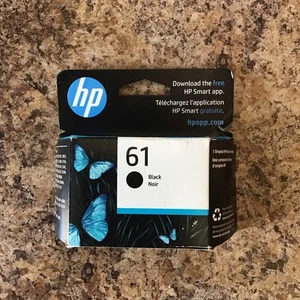 hp
Download the free
HP Smart app.
Téléchargez l'application
HP Smart gratuite.
hpapp.com
61
Black
Noir